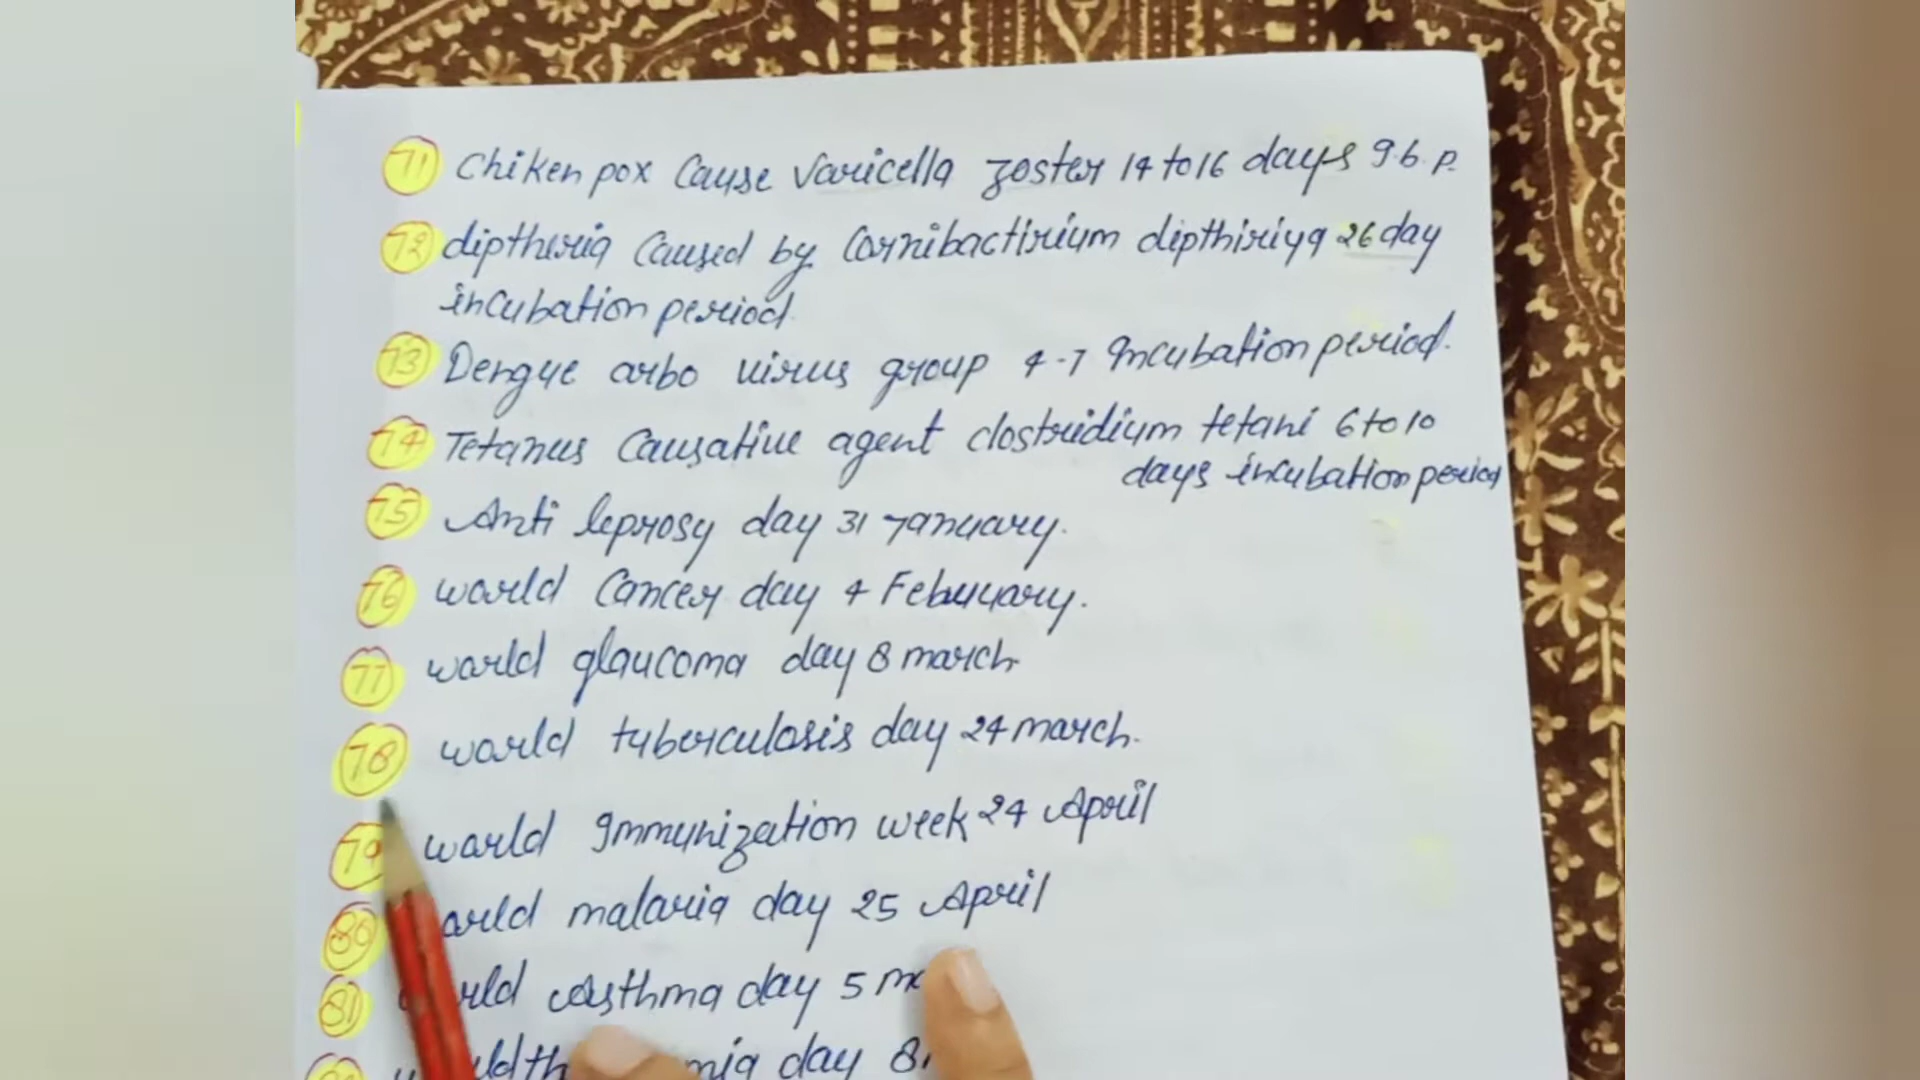 71 Chiken pox Cause Varicella zoster 14 to 16 days 9.6.p.
72 diptheria Caused by Cornibactirium dipthiriya 26 day
incubation period.
73 Dengue arbo virus group 4-7 Incubation period.
74 Tetanus Causative agent clostridium tetani 6 to 10
days incubation period
75 Anti leprosy day 31 January.
76 world Cancer day 4 Februyary.
77 world glaucoma day 8 march
78 world tuberculosis day 24 march.
79 world Immunization week 24 April
80 world malaria day 25 April
81 Asthma day 5
day 8